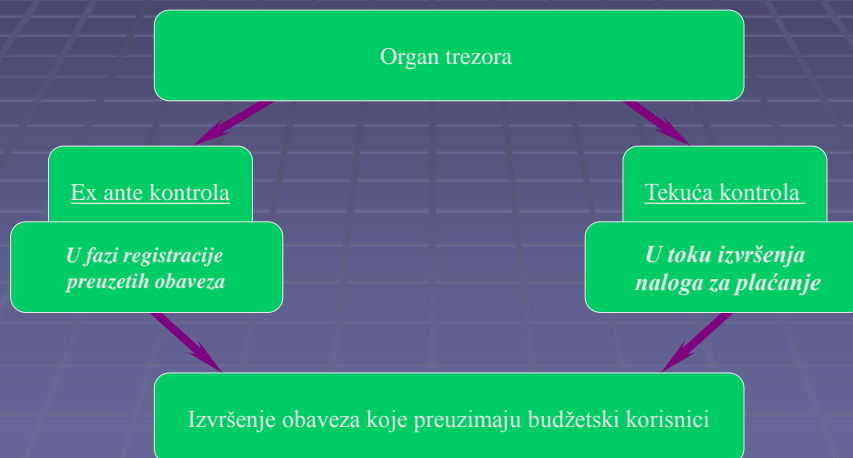 Organ trezora
Ex ante kontrola
U fazi registracije
preuzetih obaveza
Tekuća kontrola
U toku izvršenja
naloga za plaćanje
Izvršenje obaveza koje preuzimaju budžetski korisnici